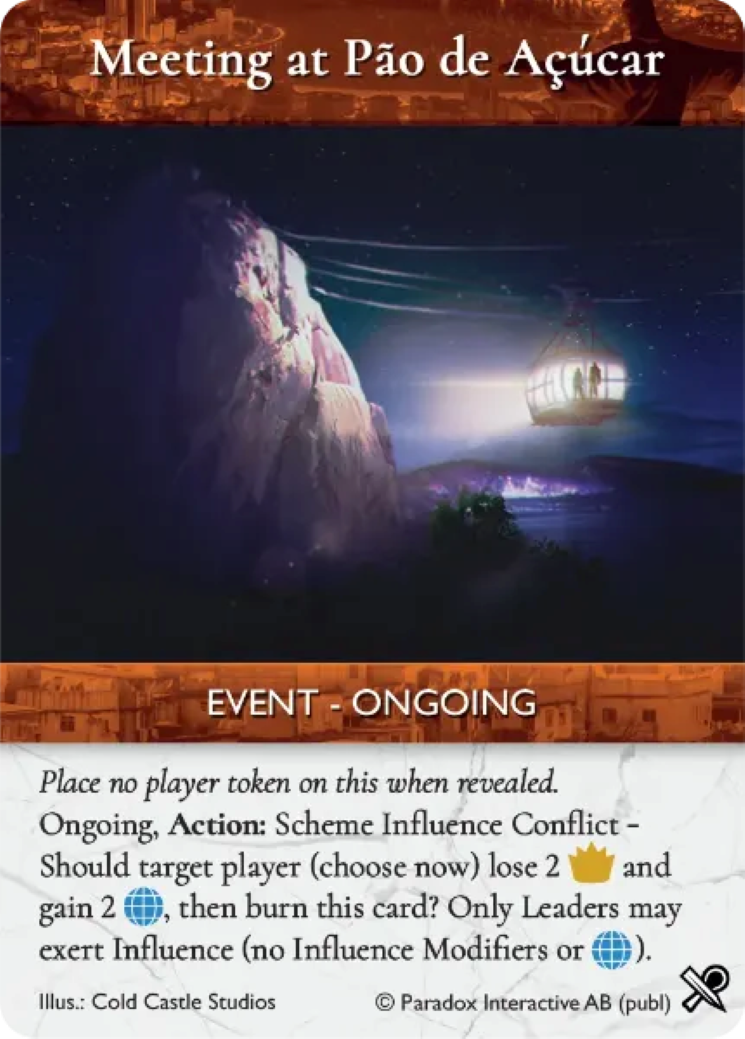 Meeting at Pão de Açúcar
EVENT - ONGOING
Place no player token on this when revealed.
Ongoing, Action: Scheme Influence Conflict –
Should target player (choose now) lose 2 and
gain 2 , then burn this card? Only Leaders may
exert Influence (no Influence Modifiers or ).
Illus.: Cold Castle Studios © Paradox Interactive AB (publ)